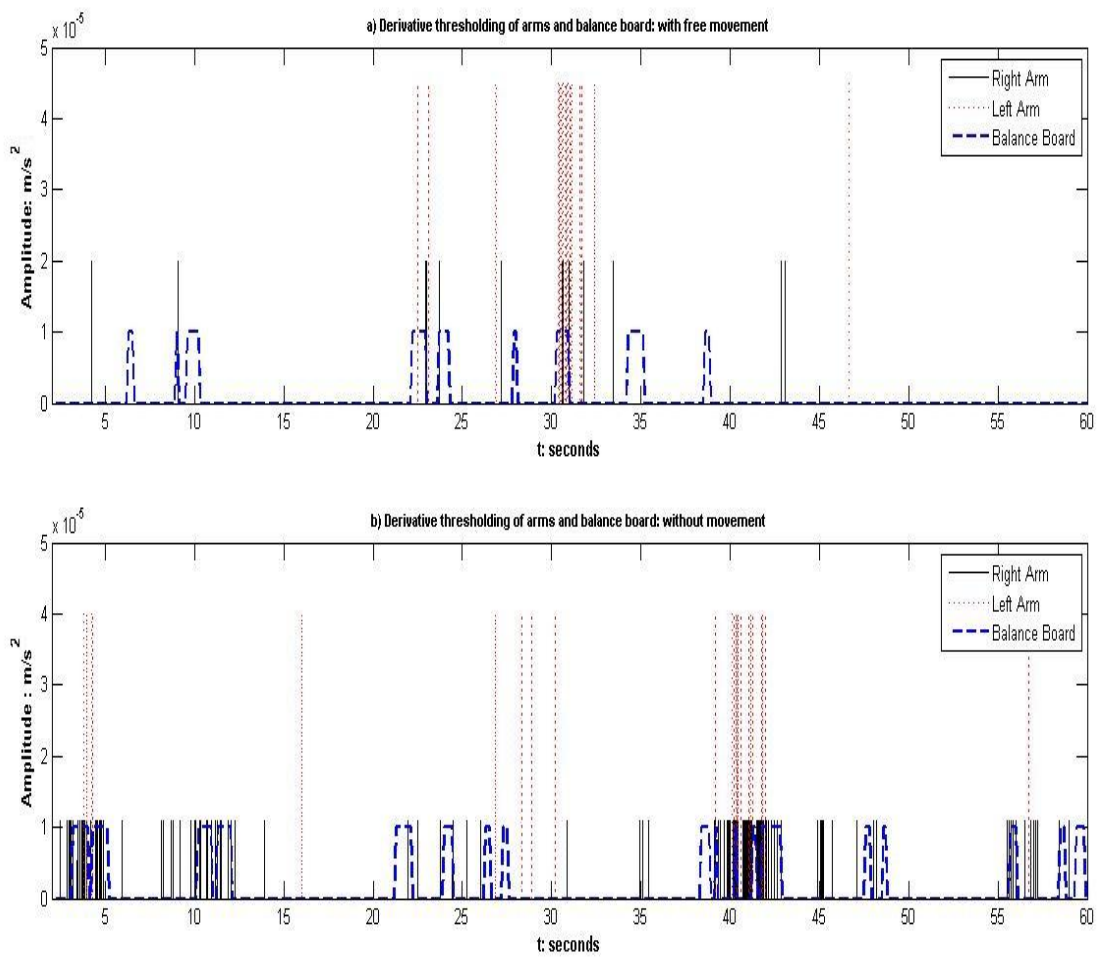 a) Derivative thresholding of arms and balance board: with free movement
x 10-5
5
4
3
2
1
0
Amplitude: m/s 2
Right Arm
Left Arm
Balance Board
5 10 15 20 25 30 35 40 45 50 55 60
t: seconds
b) Derivative thresholding of arms and balance board: without movement
x 10-5
5
4
3
2
1
0
Amplitude : m/s 2
Right Arm
Left Arm
Balance Board
5 10 15 20 25 30 35 40 45 50 55 60
t: seconds